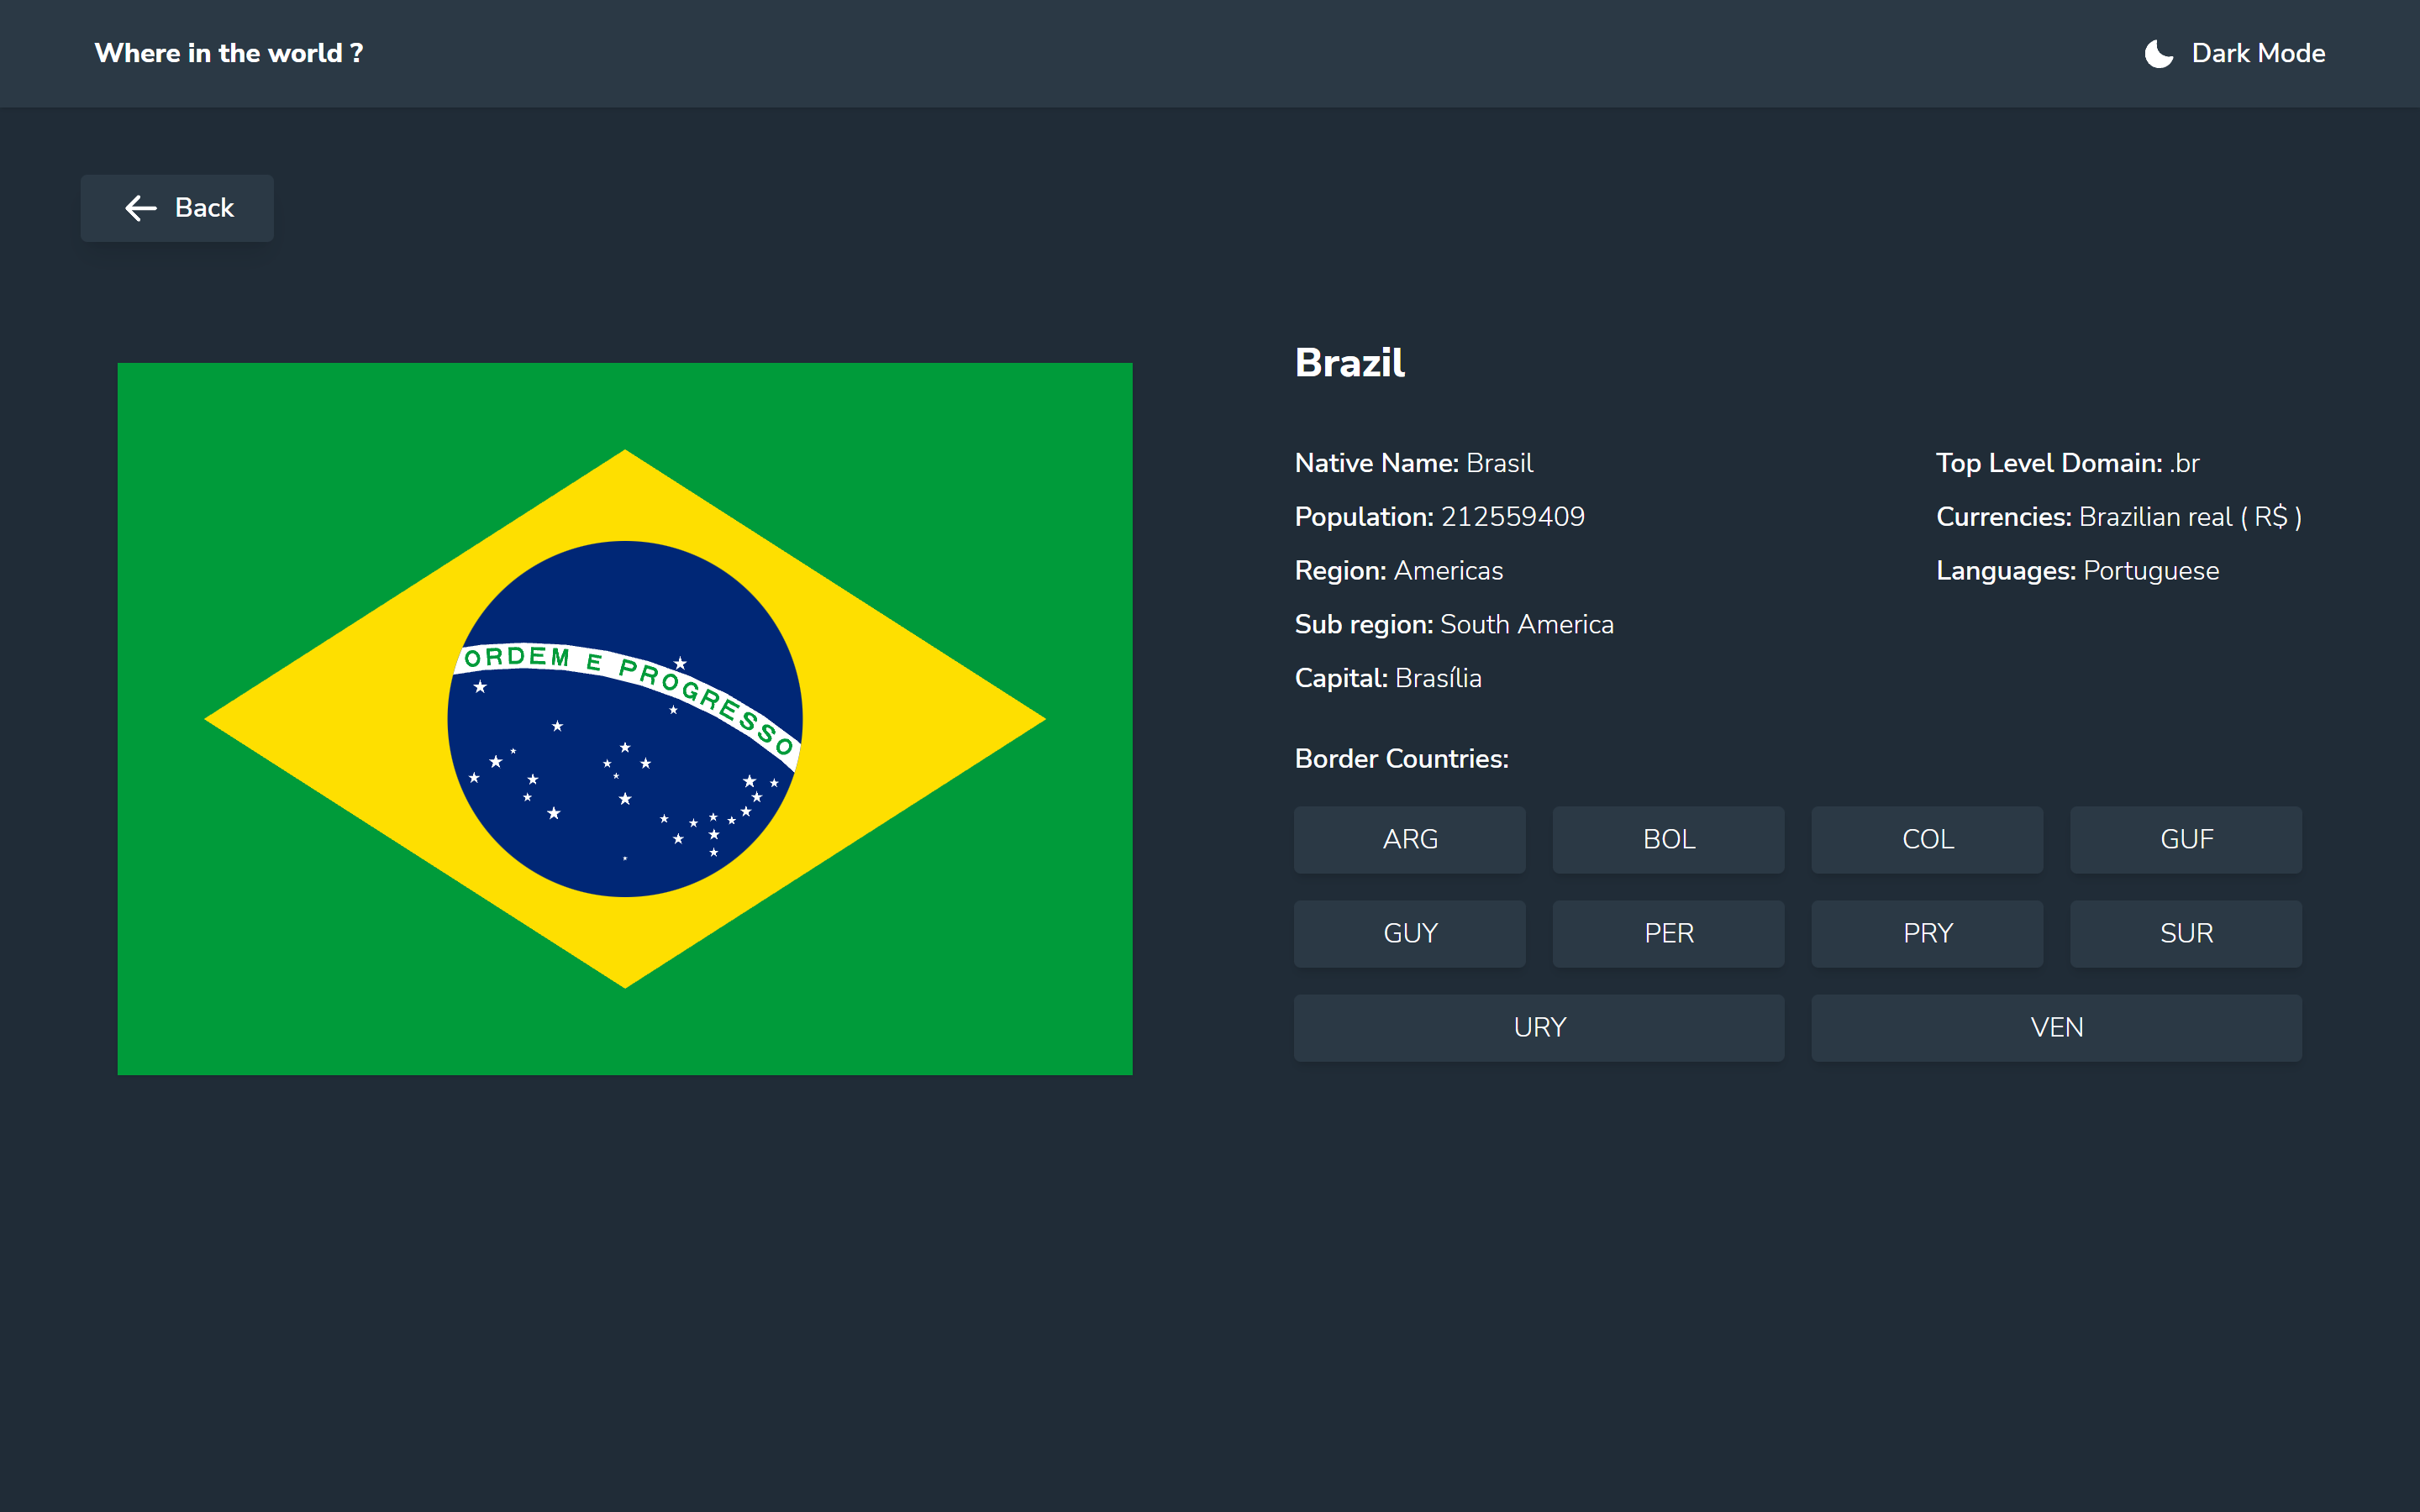 Where in the world ?
Dark Mode
Back
ORDEM E PROGRESSO
Brazil
Native Name: Brasil
Population: 212559409
Region: Americas
Sub region: South America
Capital: Brasília
Top Level Domain: .br
Currencies: Brazilian real ( R$ )
Languages: Portuguese
Border Countries:
ARG BOL COL GUF
GUY PER PRY SUR
URY VEN